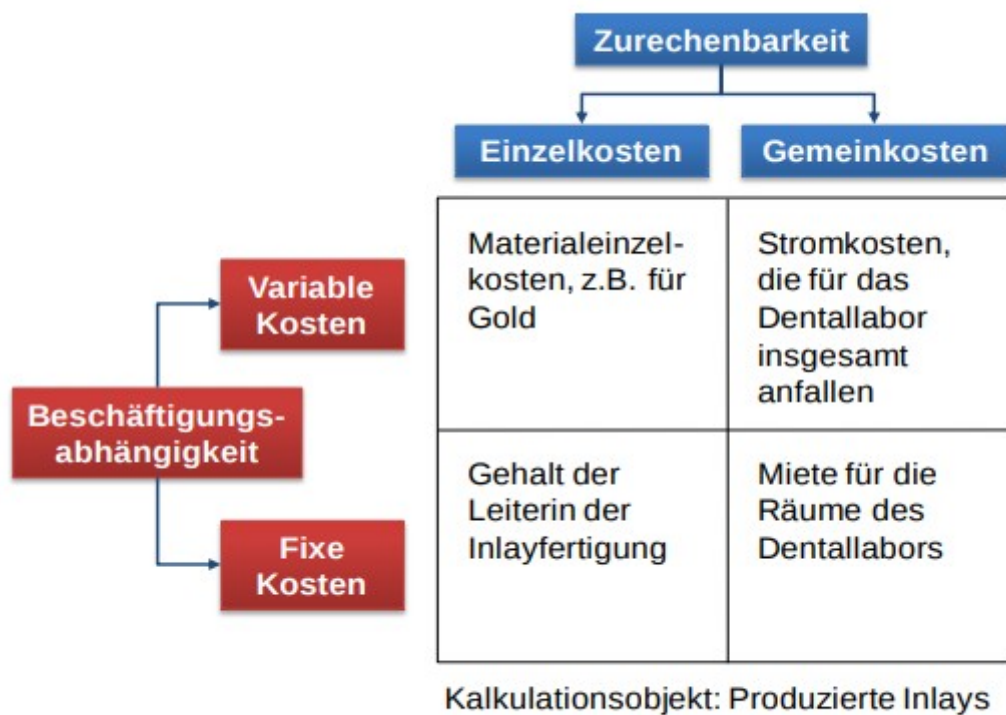 Zurechenbarkeit
Einzelkosten
Gemeinkosten
Variable
Kosten
Materialeinzel-
kosten, z.B. für
Gold
Stromkosten,
die für das
Dentallabor
insgesamt
anfallen
Beschäftigungs-
abhängigkeit
Fixe
Kosten
Gehalt der
Leiterin der
Inlayfertigung
Miete für die
Räume des
Dentallabors
Kalkulationsobjekt: Produzierte Inlays